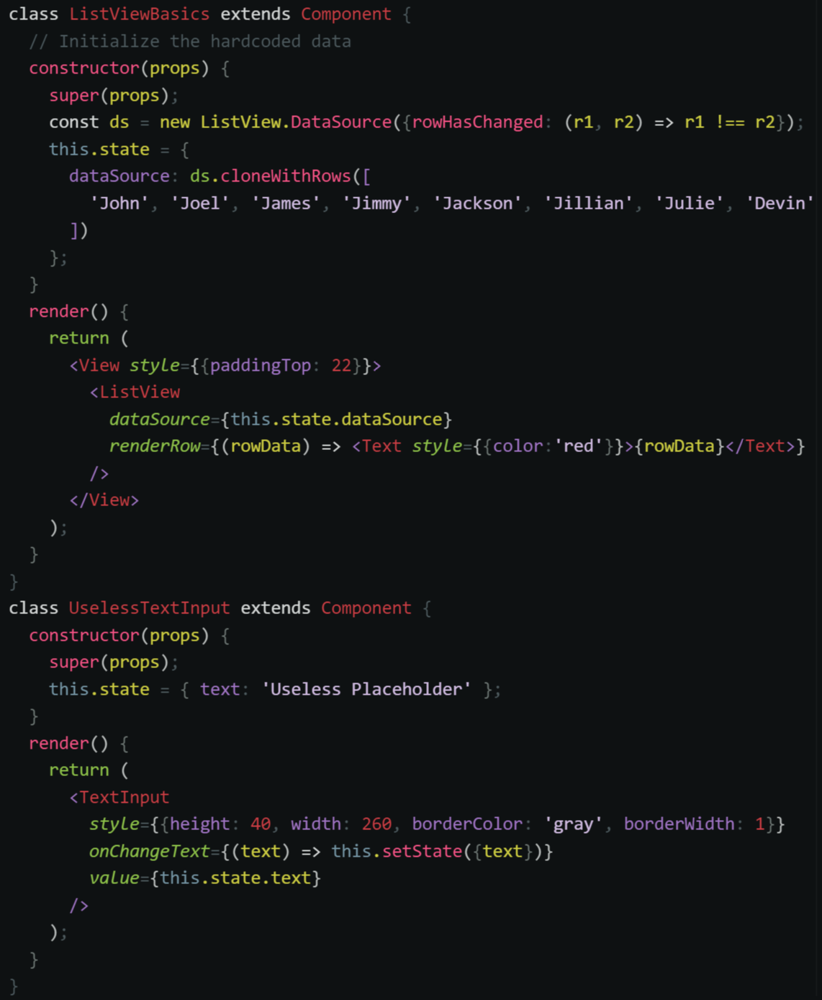 class ListViewBasics extends Component {
  // Initialize the hardcoded data
  constructor(props) {
    super(props);
    const ds = new ListView.DataSource({rowHasChanged: (r1, r2) => r1 !== r2});
    this.state = {
      dataSource: ds.cloneWithRows([
        'John', 'Joel', 'James', 'Jimmy', 'Jackson', 'Jillian', 'Julie', 'Devin'
      ])
    };
  }
  render() {
    return (
      <View style={{paddingTop: 22}}>
        <ListView
          dataSource={this.state.dataSource}
          renderRow={(rowData) => <Text style={{color:'red'}}>{rowData}</Text>}
        />
      </View>
    );
  }
}
class UselessTextInput extends Component {
  constructor(props) {
    super(props);
    this.state = { text: 'Useless Placeholder' };
  }
  render() {
    return (
      <TextInput
        style={{height: 40, width: 260, borderColor: 'gray', borderWidth: 1}}
        onChangeText={(text) => this.setState({text})}
        value={this.state.text}
      />
    );
  }
}